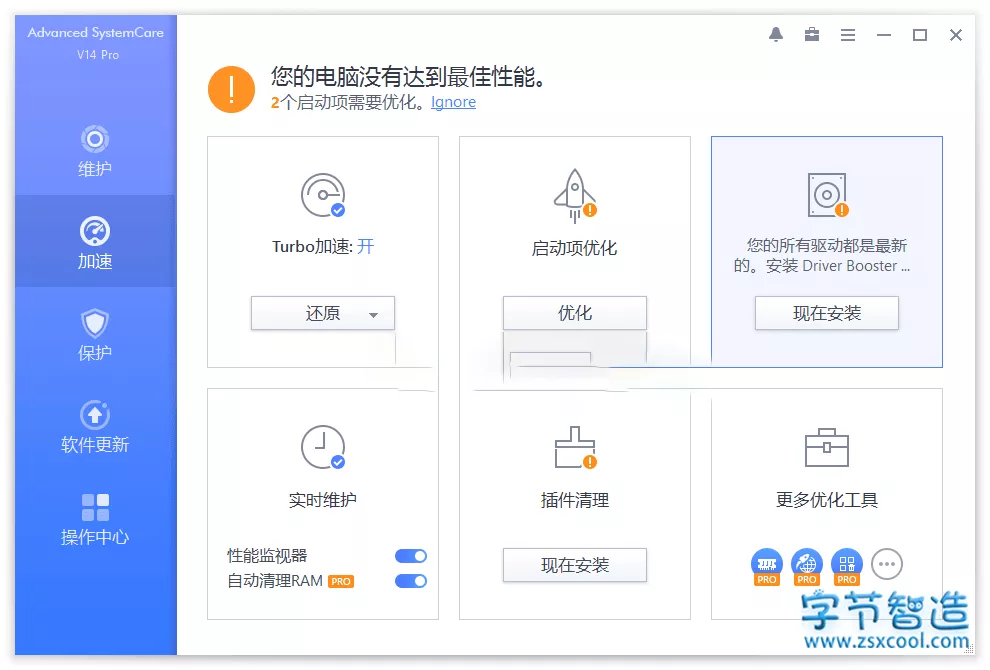 Advanced SystemCare
V14 Pro
维护
加速
保护
软件更新
操作中心
您的电脑没有达到最佳性能。
2个启动项需要优化。Ignore
Turbo加速: 开
还原
启动项优化
优化
您的所有驱动都是最新
的。安装 Driver Booster ...
现在安装
实时维护
性能监视器
自动清理RAM PRO
插件清理
现在安装
更多优化工具
PRO PRO PRO
字节智造
www.zsxcool.com